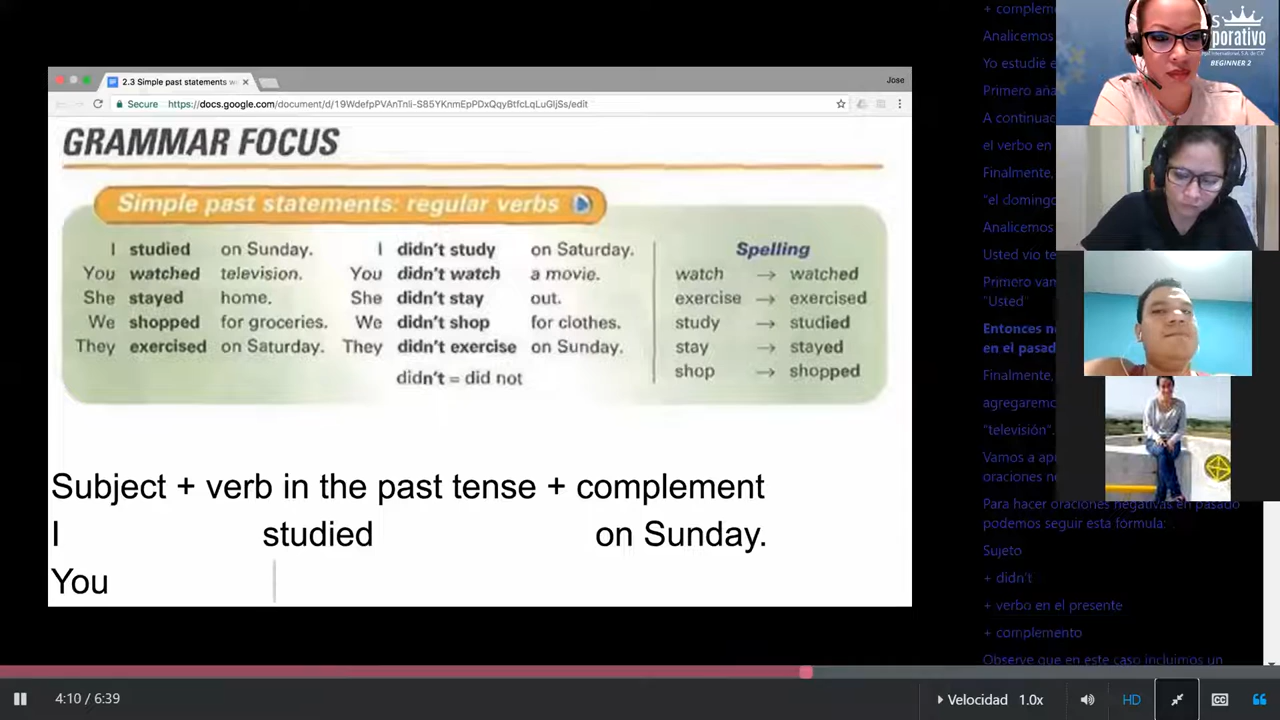 2.3 Simple past statements w
Jose
Secure https://docs.google.com/document/d/19WdefpPVAnTnli-S85YKnmEpPDxQqyBtfcLqLuGljSs/edit
GRAMMAR FOCUS
Simple past statements: regular verbs
I studied on Sunday. I didn't study on Saturday. Spelling
You watched television. You didn't watch a movie. watch → watched
She stayed home. She didn't stay out. exercise → exercised
We shopped for groceries. We didn't shop for clothes. study → studied
They exercised on Saturday. They didn't exercise on Sunday. stay → stayed
didn't = did not shop → shopped
Subject + verb in the past tense + complement
I studied on Sunday.
You
+ complem
Analicemos
Yo estudié e
Primero aña
A continuac
el verbo en
Finalmente,
"el domingo
Analicemos
Usted vio te
Primero vam
"Usted"
Entonces n
en el pasad
Finalmente,
agregaremo
"televisión".
Vamos a ap
oraciones n
Para hacer oraciones negativas en pasado
podemos seguir esta fórmula:
Sujeto
+ didn't
+ verbo en el presente
+ complemento
Observe que en este caso incluimos un
S
porativo
BEGINNER 2
4:10 / 6:39
Velocidad 1.0x
HD
CC